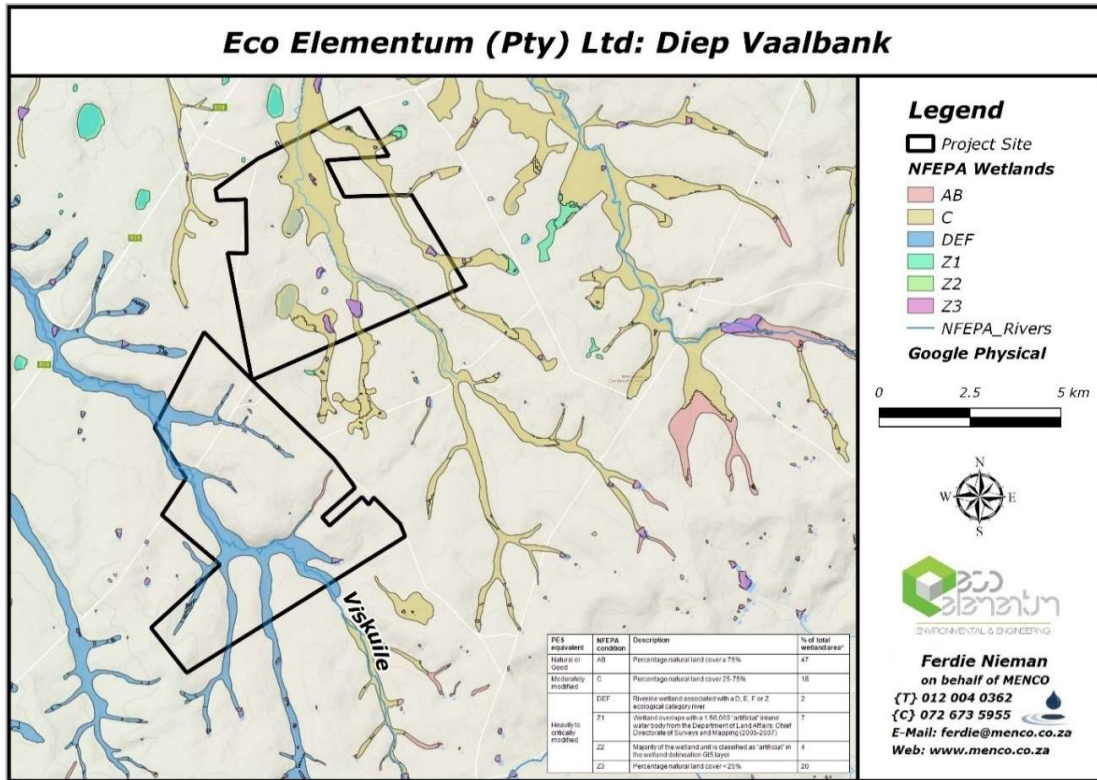 Eco Elementum (Pty) Ltd: Diep Vaalbank
Viskuile
PES equivalent NFEPA condition Description % of total wetland area*
Natural or Good AB Percentage natural land cover ≥ 75% 47
Moderately modified C Percentage natural land cover 25-75% 18
Heavily to critically modified
DEF Riverine wetland associated with a D, E, F or Z
ecological category river 2
Z1 Wetland overlaps with a 1:50,000 "artificial" inland
water body from the Department of Land Affairs: Chief
Directorate of Surveys and Mapping (2005-2007) 7
Z2 Majority of the wetland unit is classified as "artificial" in
the wetland delineation GIS layer 4
Z3 Percentage natural land cover < 25% 20
Legend
Project Site
NFEPA Wetlands
AB
C
DEF
Z1
Z2
Z3
NFEPA_Rivers
Google Physical
0 2.5 5 km
N
W E
S
eco
elementum
ENVIRONMENTAL & ENGINEERING
Ferdie Nieman
on behalf of MENCO
{T} 012 004 0362
{C} 072 673 5955
E-Mail: ferdie@menco.co.za
Web: www.menco.co.za